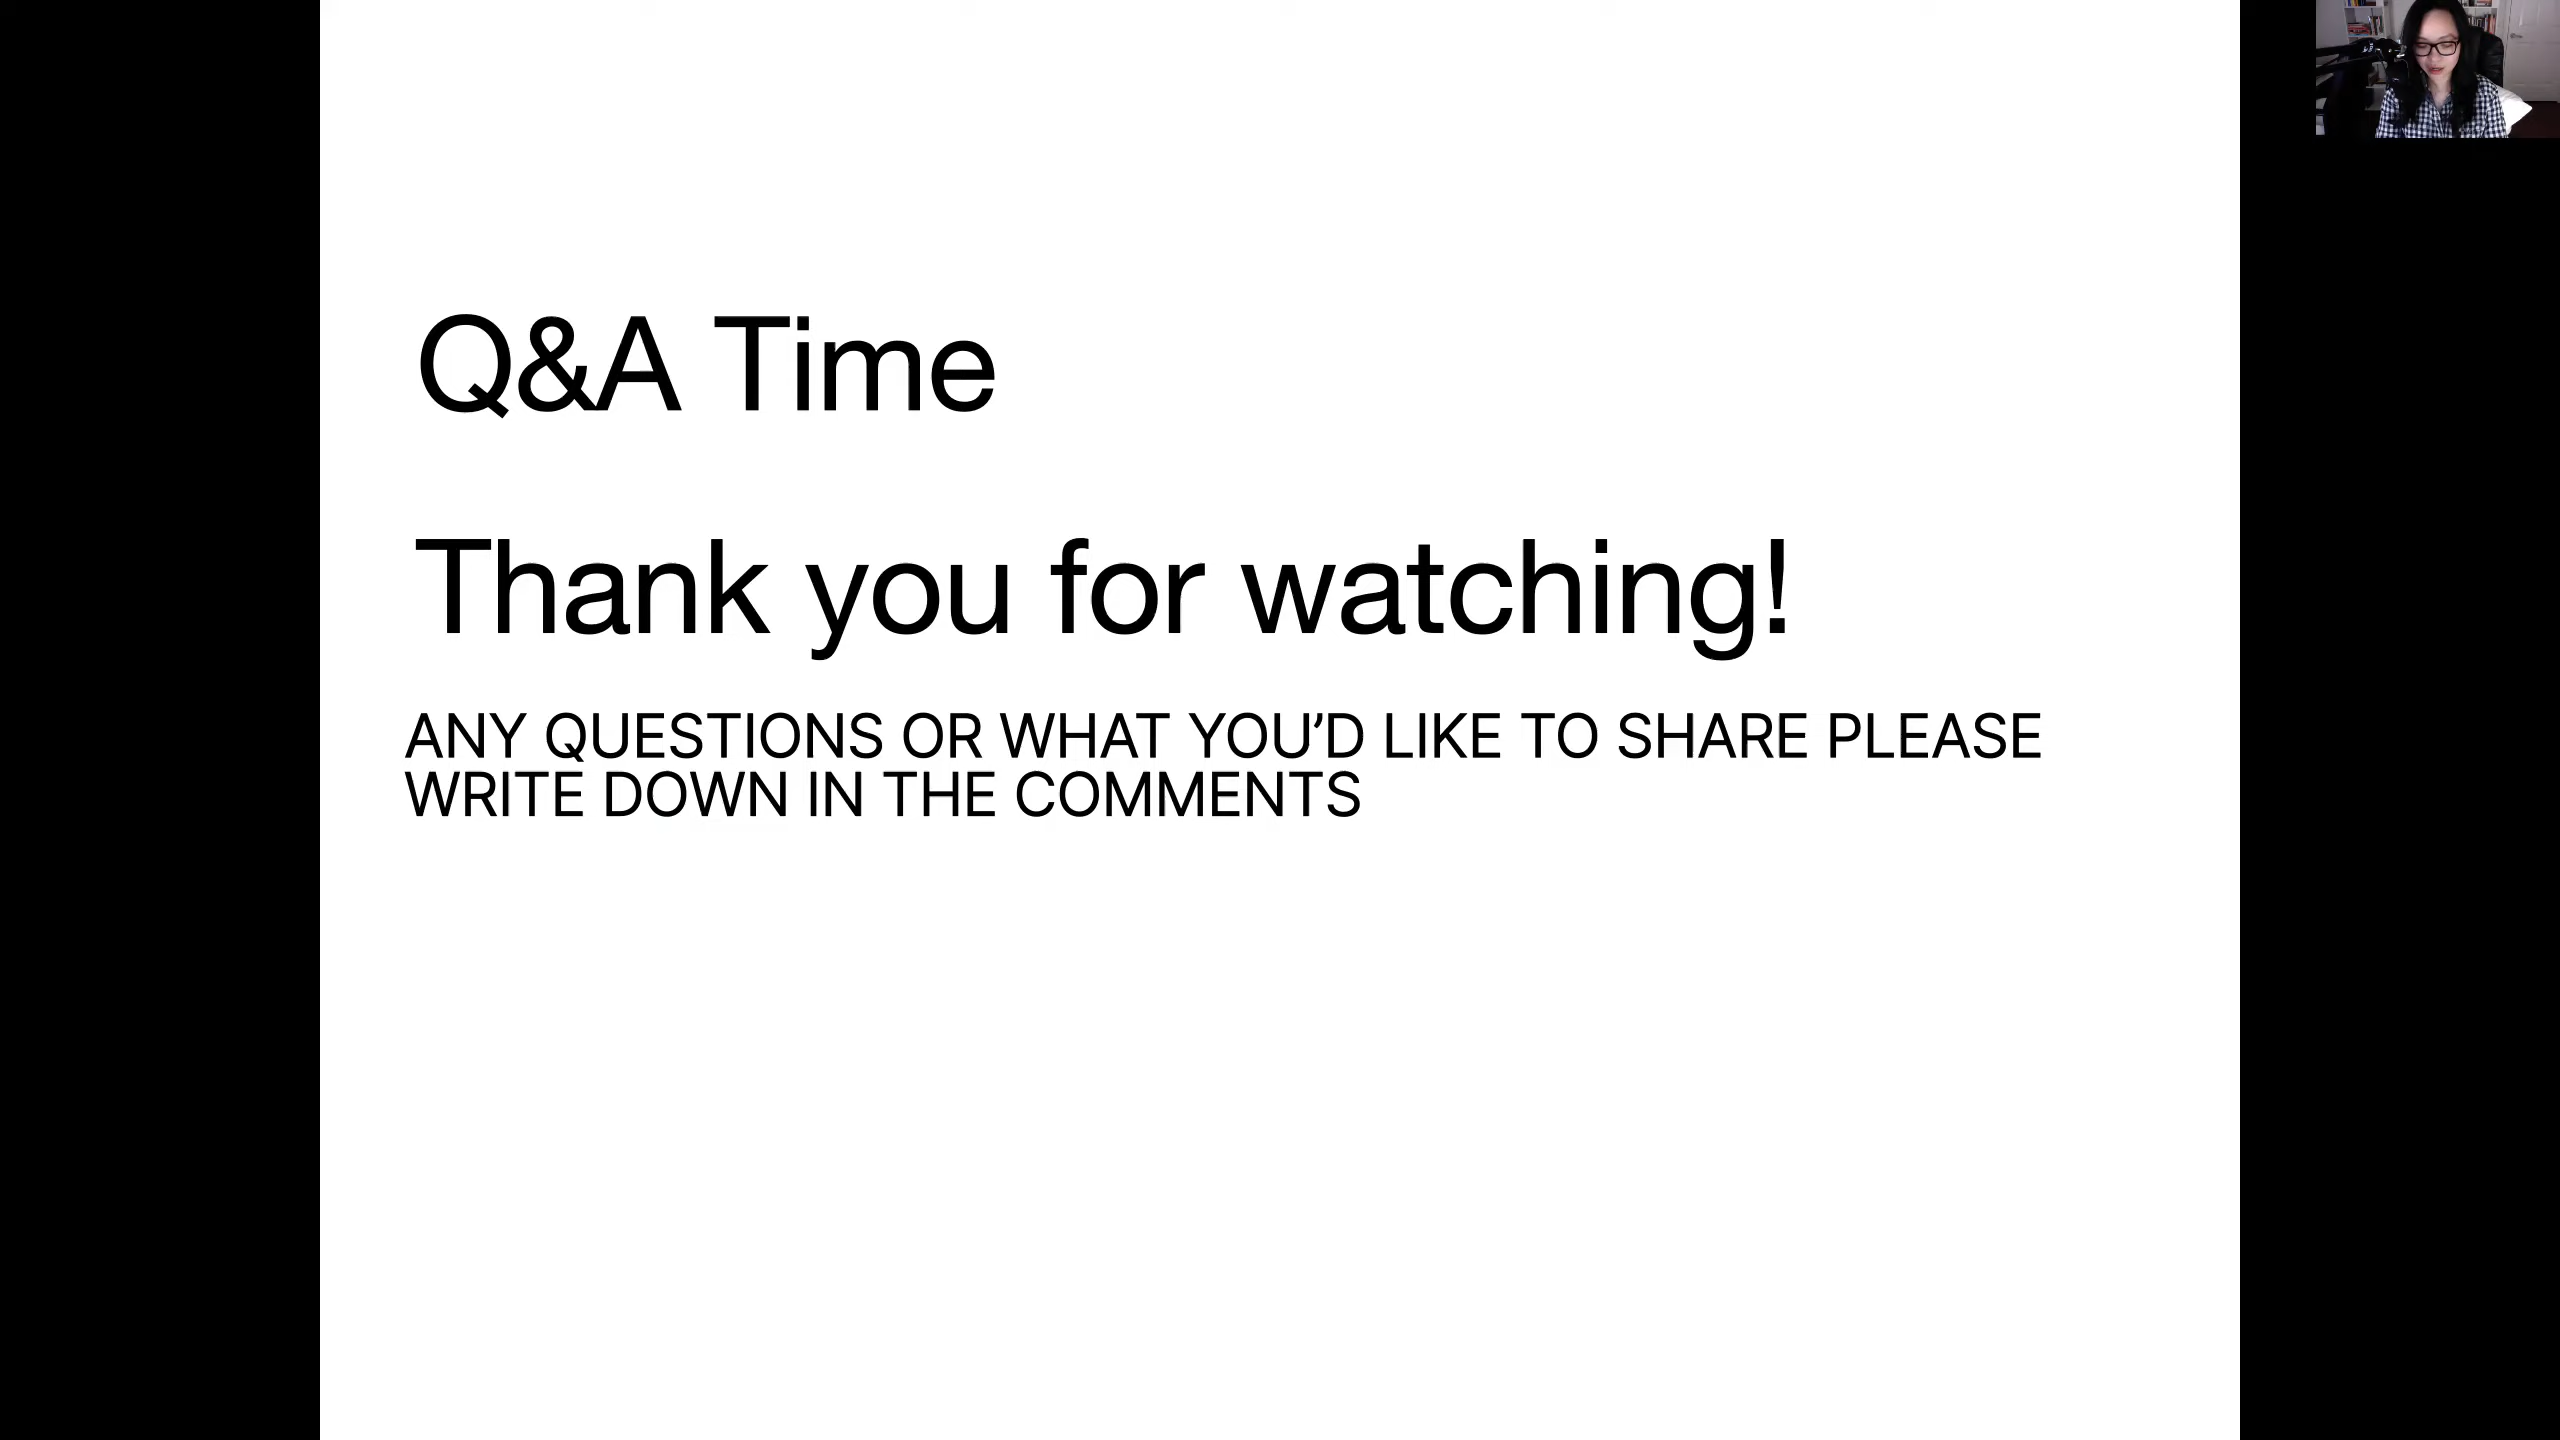 Q&A Time
Thank you for watching!
ANY QUESTIONS OR WHAT YOU’D LIKE TO SHARE PLEASE
WRITE DOWN IN THE COMMENTS